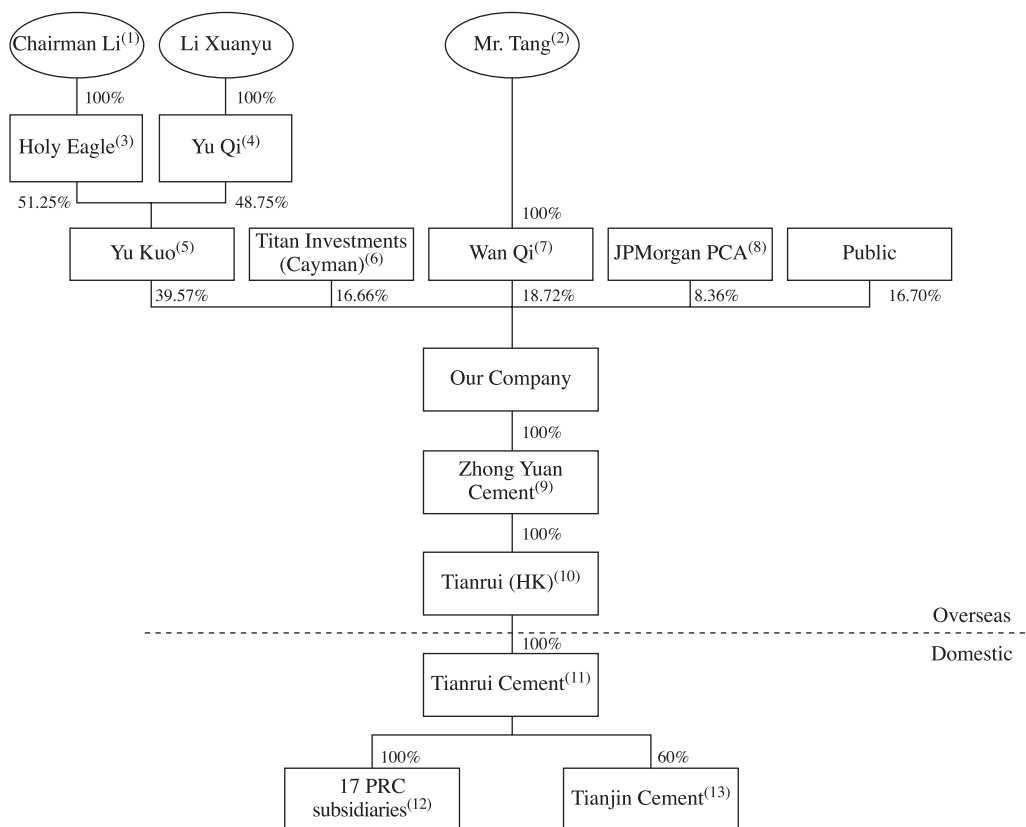 Chairman Li(1)
Li Xuanyu
Mr. Tang(2)
100%
100%
Holy Eagle(3)
Yu Qi(4)
51.25%
48.75%
100%
Yu Kuo(5)
Titan Investments
(Cayman)(6)
Wan Qi(7)
JPMorgan PCA(8)
Public
39.57%
16.66%
18.72%
8.36%
16.70%
Our Company
100%
Zhong Yuan
Cement(9)
100%
Tianrui (HK)(10)
Overseas
100%
Domestic
Tianrui Cement(11)
100%
60%
17 PRC
subsidiaries(12)
Tianjin Cement(13)